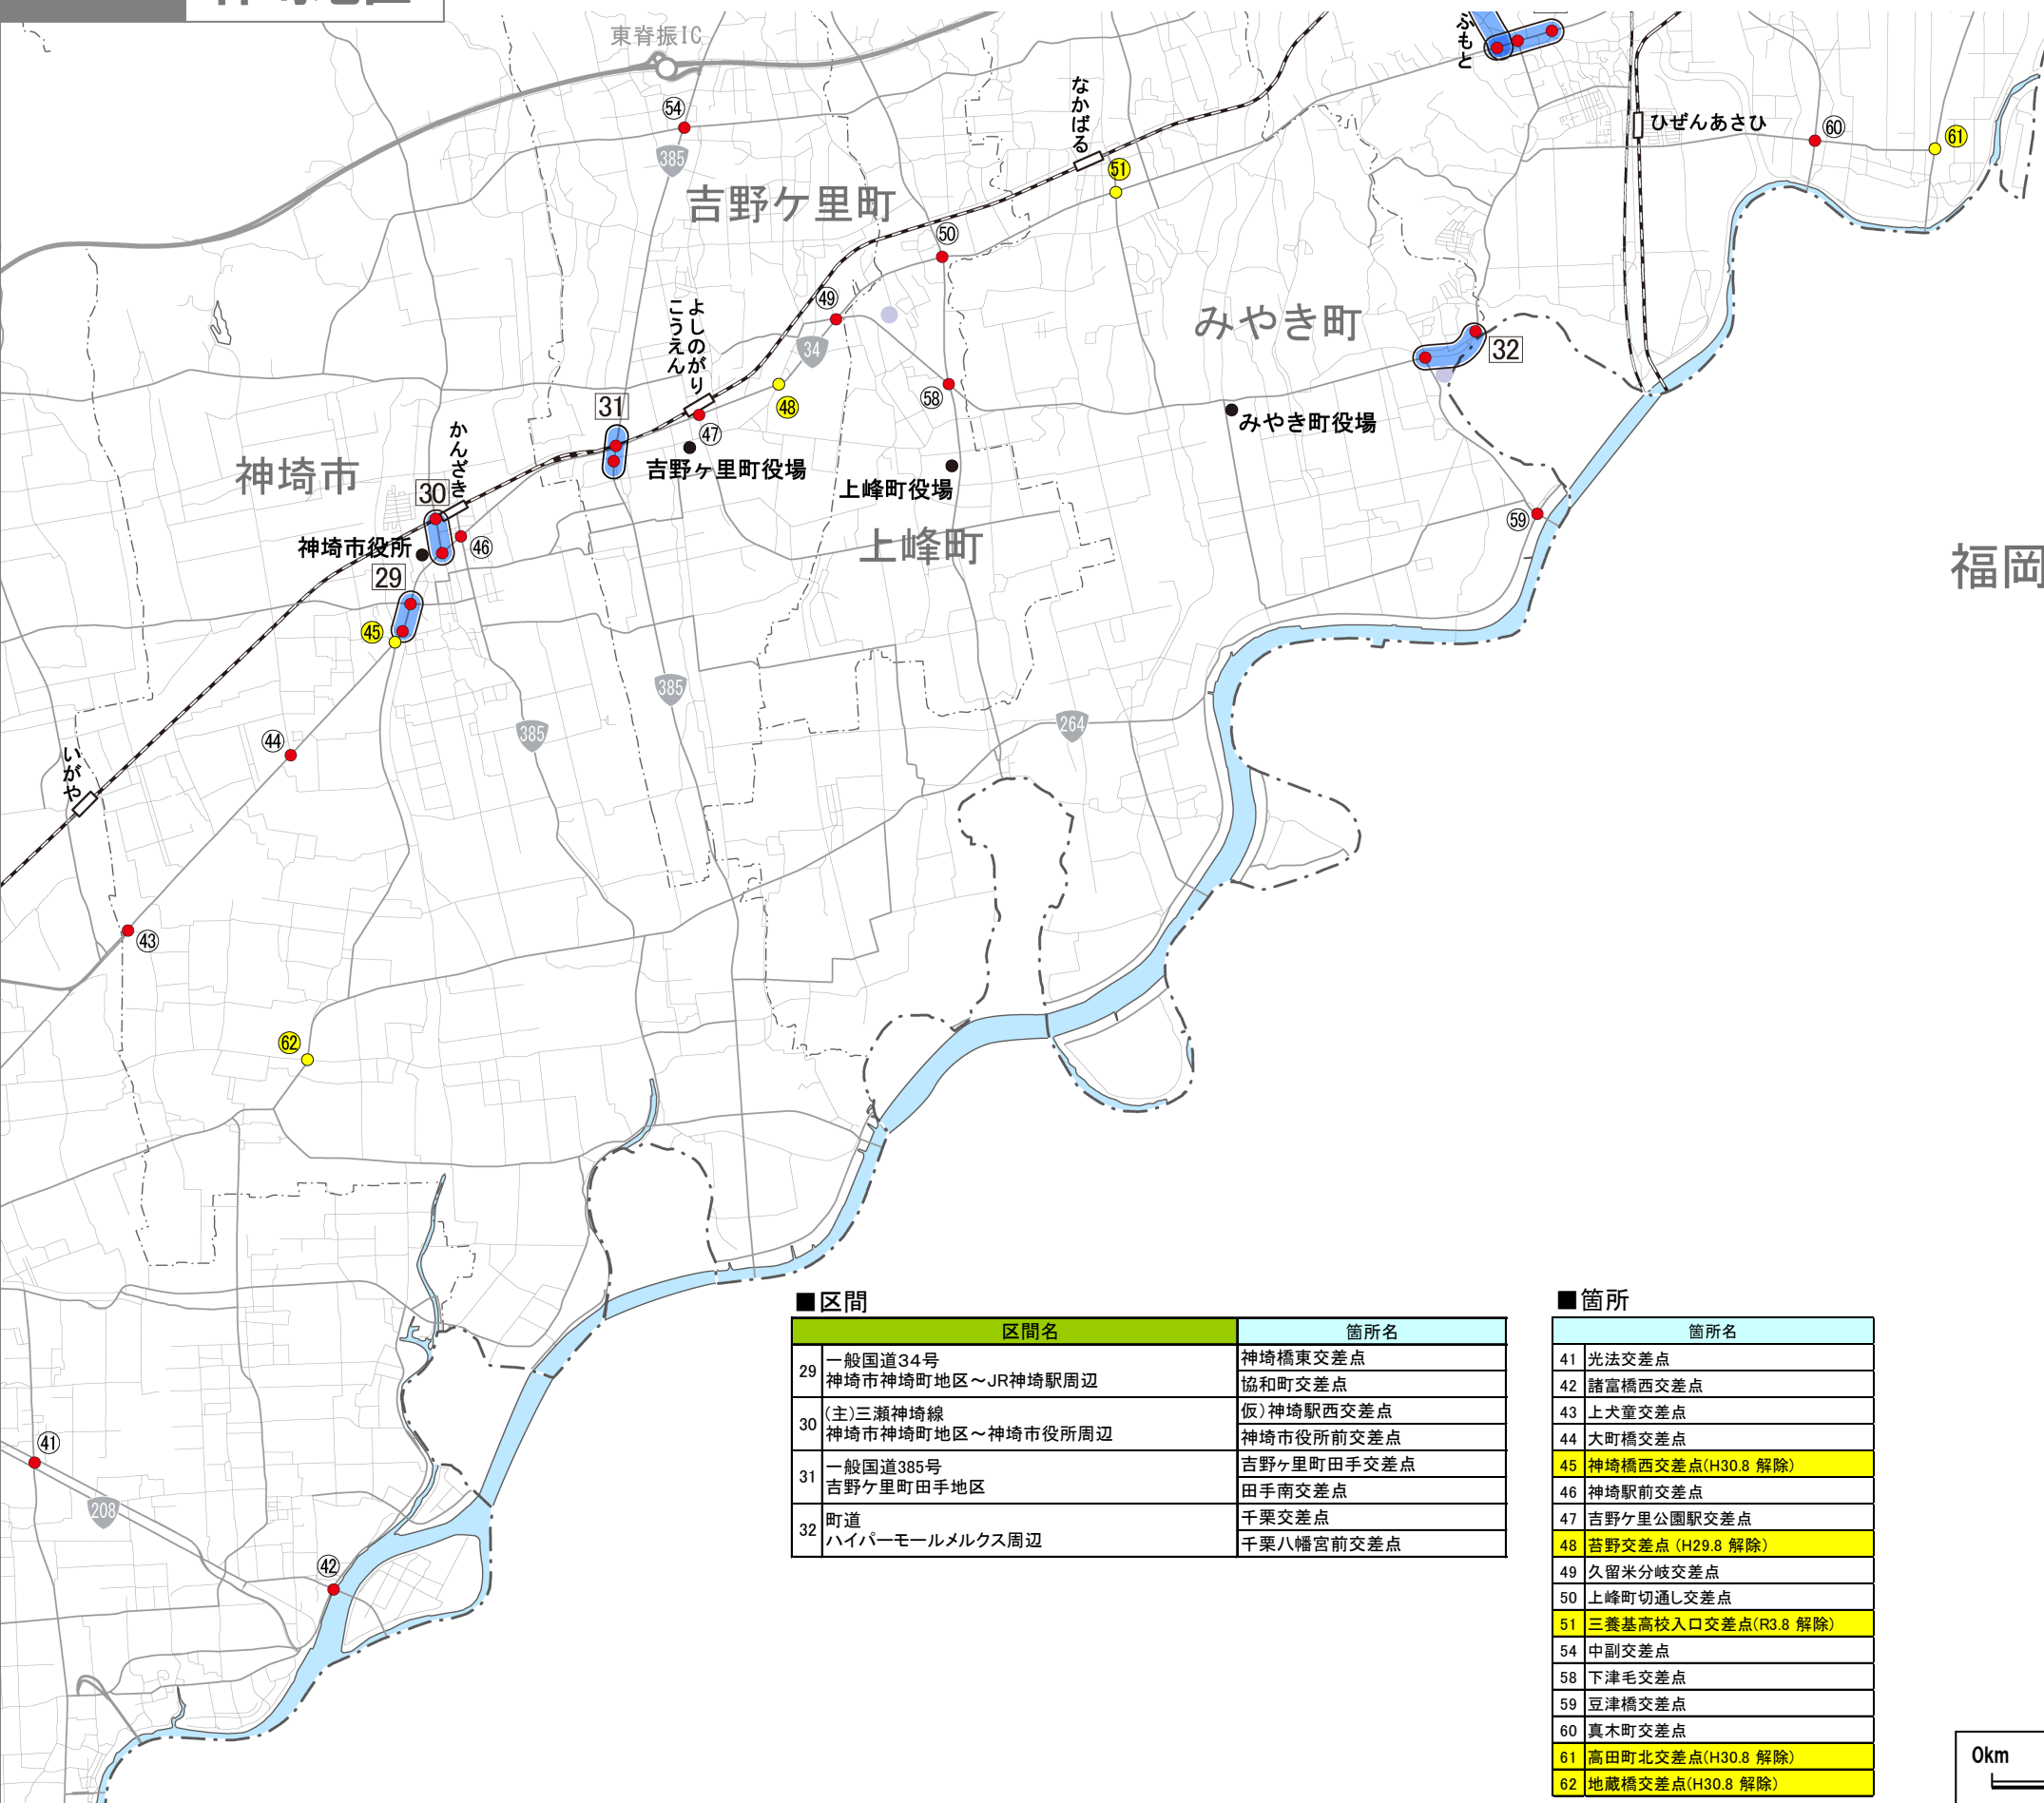 東脊振IC
ふもと
なかばる
ひぜんあさひ
54
60
61
385
51
吉野ケ里町
50
よしのがり
こうえん
49
みやき町
34
32
58
31
48
みやき町役場
47
かんざき
吉野ヶ里町役場
神埼市
上峰町役場
30
59
神埼市役所
46
上峰町
福岡
29
45
385
264
385
44
いがや
43
62
41
208
42
■区間
区間名 箇所名
29 一般国道34号
神埼市神埼町地区～JR神埼駅周辺
神埼橋東交差点
協和町交差点
30 (主)三瀬神埼線
神埼市神埼町地区～神埼市役所周辺
仮)神埼駅西交差点
神埼市役所前交差点
31 一般国道385号
吉野ケ里町田手地区
吉野ヶ里町田手交差点
田手南交差点
32 町道
ハイパーモールメルクス周辺
千栗交差点
千栗八幡宮前交差点
■箇所
箇所名
41 光法交差点
42 諸富橋西交差点
43 上犬童交差点
44 大町橋交差点
45 神埼橋西交差点(H30.8 解除)
46 神埼駅前交差点
47 吉野ケ里公園駅交差点
48 苔野交差点 (H29.8 解除)
49 久留米分岐交差点
50 上峰町切通し交差点
51 三養基高校入口交差点(R3.8 解除)
54 中副交差点
58 下津毛交差点
59 豆津橋交差点
60 真木町交差点
61 高田町北交差点(H30.8 解除)
62 地蔵橋交差点(H30.8 解除)
0km